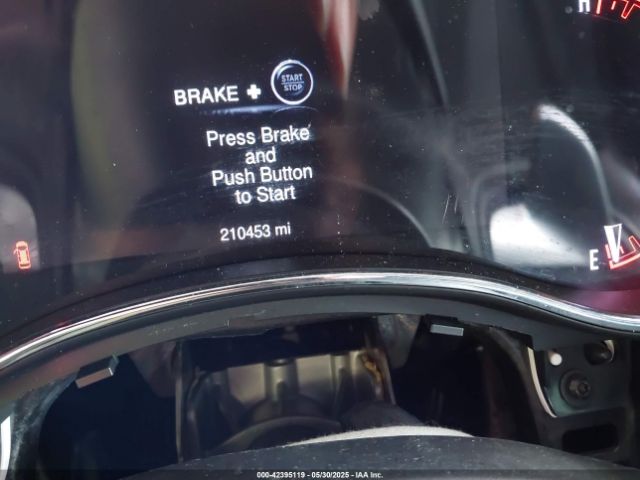 H
BRAKE + START STOP
Press Brake
and
Push Button
to Start
210453 mi
E
000-42395119 - 05/30/2025 - IAA Inc.